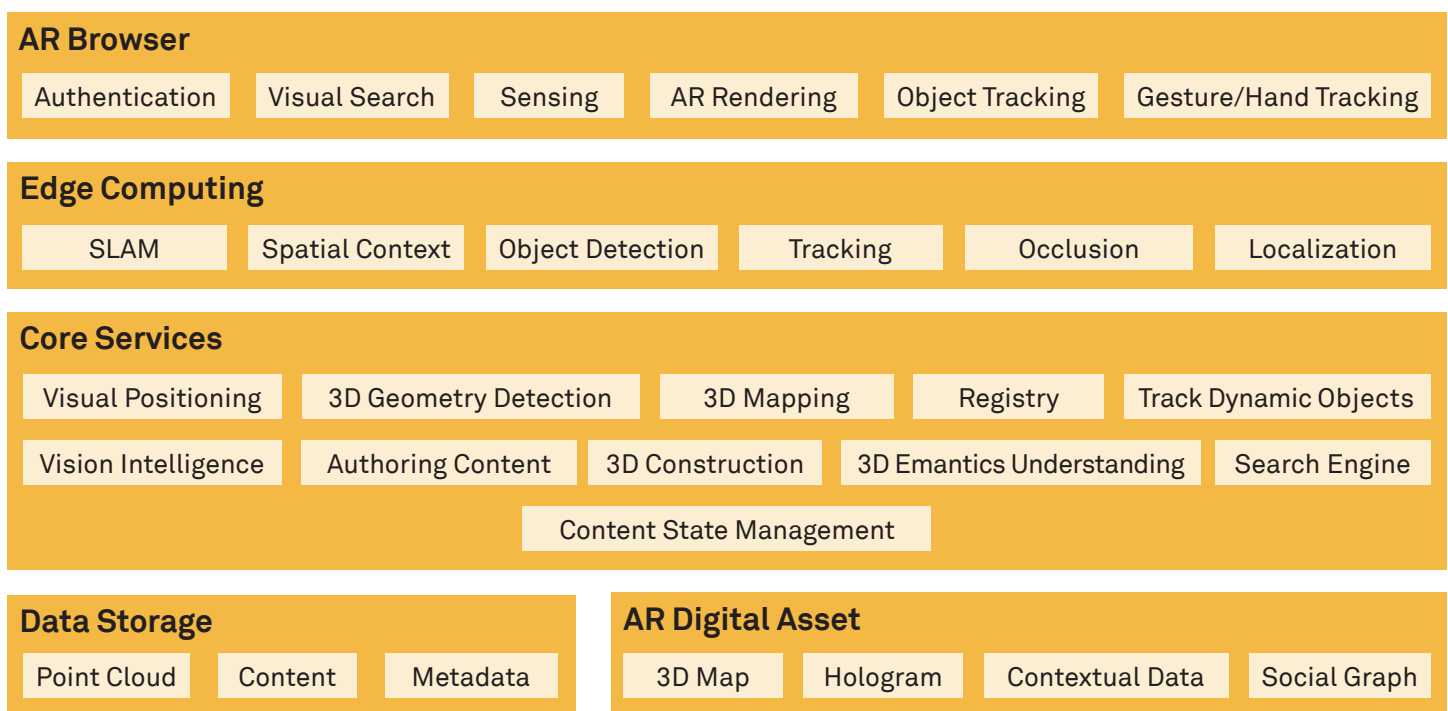 AR Browser
Authentication Visual Search Sensing AR Rendering Object Tracking Gesture/Hand Tracking
Edge Computing
SLAM Spatial Context Object Detection Tracking Occlusion Localization
Core Services
Visual Positioning 3D Geometry Detection 3D Mapping Registry Track Dynamic Objects
Vision Intelligence Authoring Content 3D Construction 3D Emantics Understanding Search Engine
Content State Management
Data Storage
Point Cloud Content Metadata
AR Digital Asset
3D Map Hologram Contextual Data Social Graph